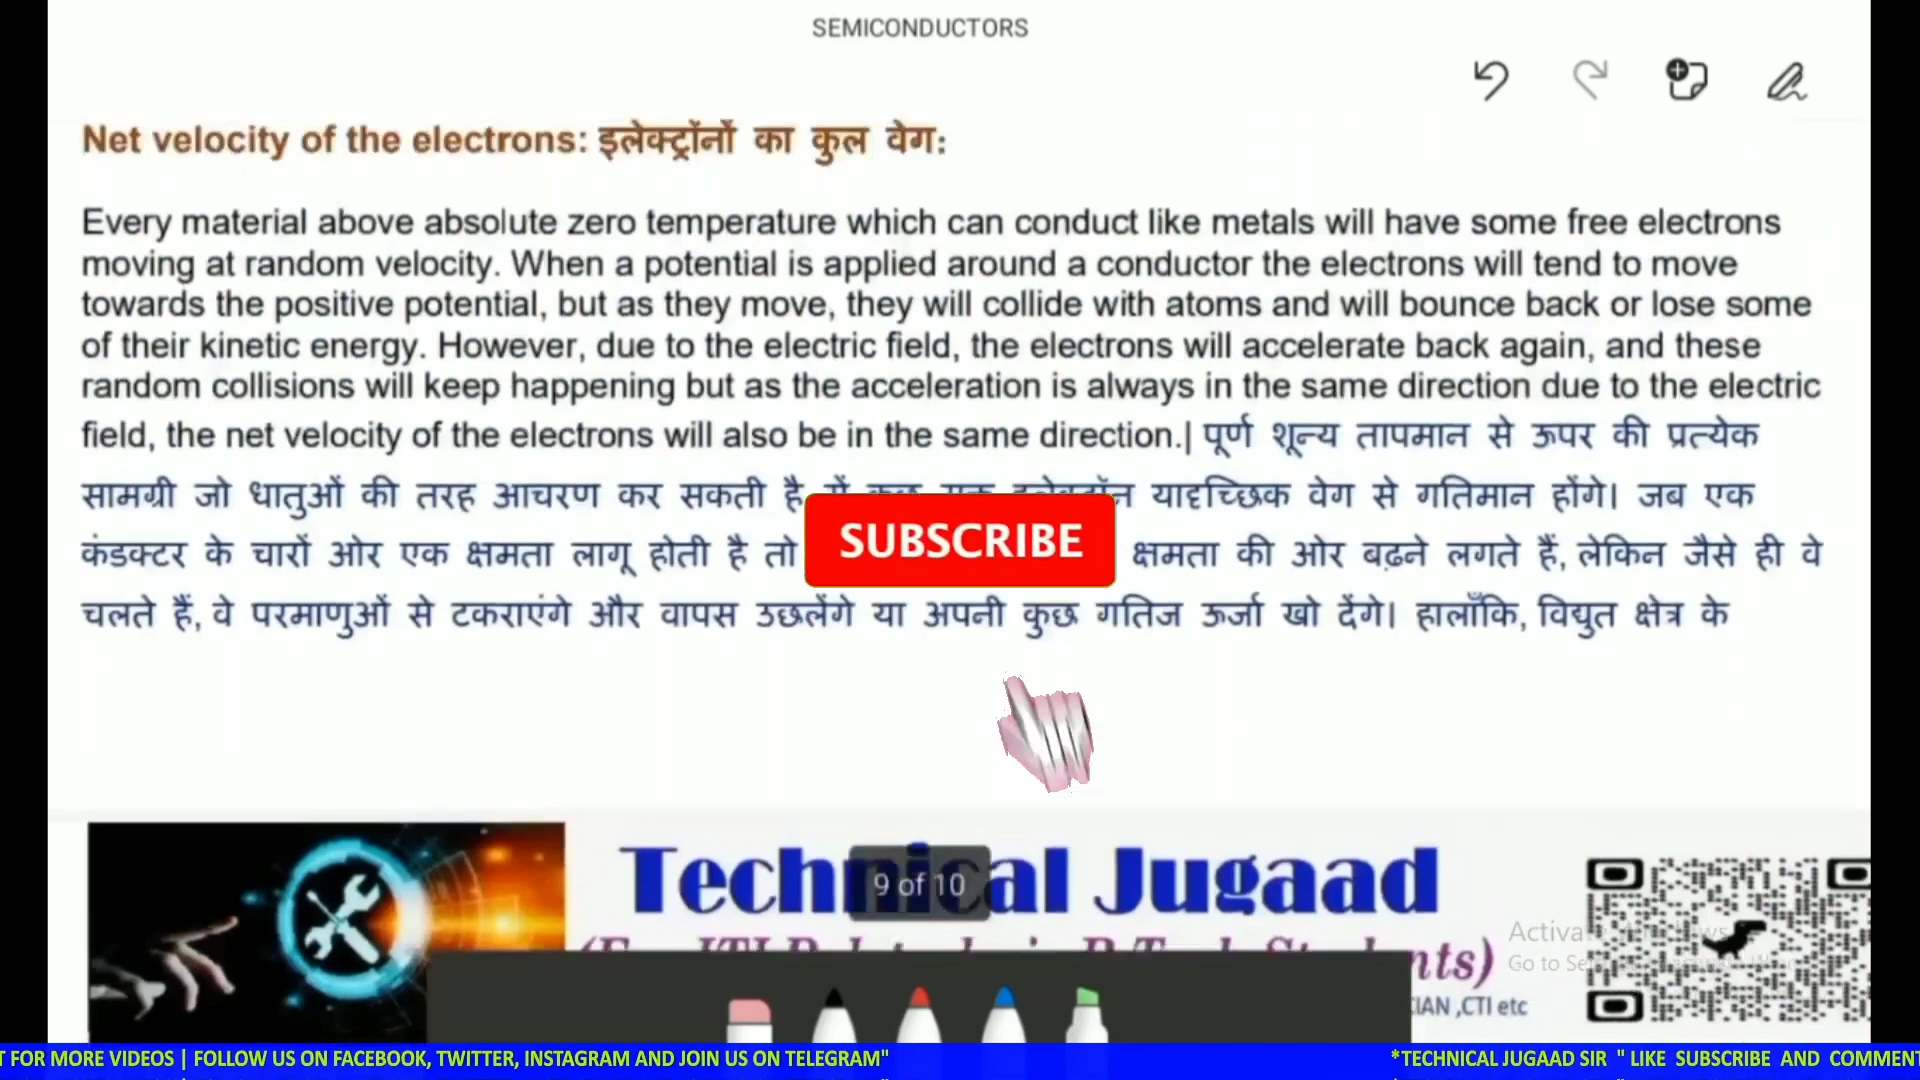 SEMICONDUCTORS
Net velocity of the electrons: इलेक्ट्रॉनों का कुल वेग:
Every material above absolute zero temperature which can conduct like metals will have some free electrons
moving at random velocity. When a potential is applied around a conductor the electrons will tend to move
towards the positive potential, but as they move, they will collide with atoms and will bounce back or lose some
of their kinetic energy. However, due to the electric field, the electrons will accelerate back again, and these
random collisions will keep happening but as the acceleration is always in the same direction due to the electric
field, the net velocity of the electrons will also be in the same direction.| पूर्ण शून्य तापमान से ऊपर की प्रत्येक
सामग्री जो धातुओं की तरह आचरण कर सकती है यादृच्छिक वेग से गतिमान होंगे। जब एक
कंडक्टर के चारों ओर एक क्षमता लागू होती है तो क्षमता की ओर बढ़ने लगते हैं, लेकिन जैसे ही वे
SUBSCRIBE
चलते हैं, वे परमाणुओं से टकराएंगे और वापस उछलेंगे या अपनी कुछ गतिज ऊर्जा खो देंगे। हालाँकि, विद्युत क्षेत्र के
Technical Jugaad
9 of 10
Go to
CIAN ,CTI etc
T FOR MORE VIDEOS | FOLLOW US ON FACEBOOK, TWITTER, INSTAGRAM AND JOIN US ON TELEGRAM" *TECHNICAL JUGAAD SIR " LIKE SUBSCRIBE AND COMMENT